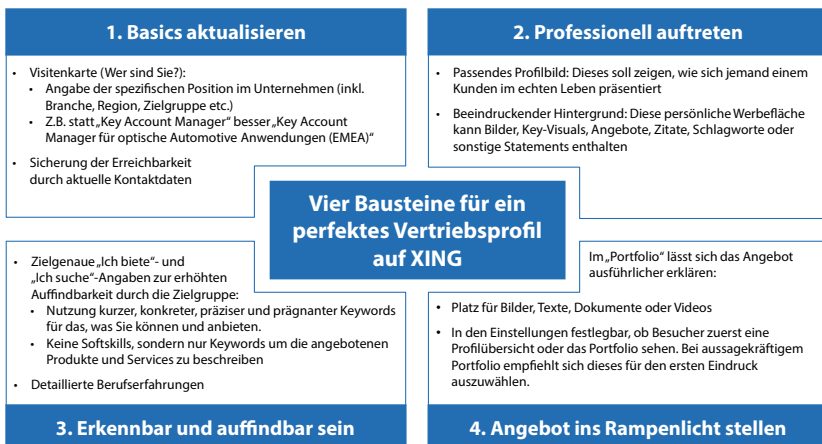 1. Basics aktualisieren
• Visitenkarte (Wer sind Sie?):
• Angabe der spezifischen Position im Unternehmen (inkl.
Branche, Region, Zielgruppe etc.)
• Z.B. statt „Key Account Manager“ besser „Key Account
Manager für optische Automotive Anwendungen (EMEA)“
• Sicherung der Erreichbarkeit
durch aktuelle Kontaktdaten
2. Professionell auftreten
• Passendes Profilbild: Dieses soll zeigen, wie sich jemand einem
Kunden im echten Leben präsentiert
• Beeindruckender Hintergrund: Diese persönliche Werbefläche
kann Bilder, Key-Visuals, Angebote, Zitate, Schlagworte oder
sonstige Statements enthalten
Vier Bausteine für ein
perfektes Vertriebsprofil
auf XING
• Zielgenaue „Ich biete“- und
„Ich suche“-Angaben zur erhöhten
Auffindbarkeit durch die Zielgruppe:
• Nutzung kurzer, konkreter, präziser und prägnanter Keywords
für das, was Sie können und anbieten.
• Keine Softskills, sondern nur Keywords um die angebotenen
Produkte und Services zu beschreiben
• Detaillierte Berufserfahrungen
3. Erkennbar und auffindbar sein
Im „Portfolio“ lässt sich das Angebot
ausführlicher erklären:
• Platz für Bilder, Texte, Dokumente oder Videos
• In den Einstellungen festlegbar, ob Besucher zuerst eine
Profilübersicht oder das Portfolio sehen. Bei aussagekräftigem
Portfolio empfiehlt sich dieses für den ersten Eindruck
auszuwählen.
4. Angebot ins Rampenlicht stellen